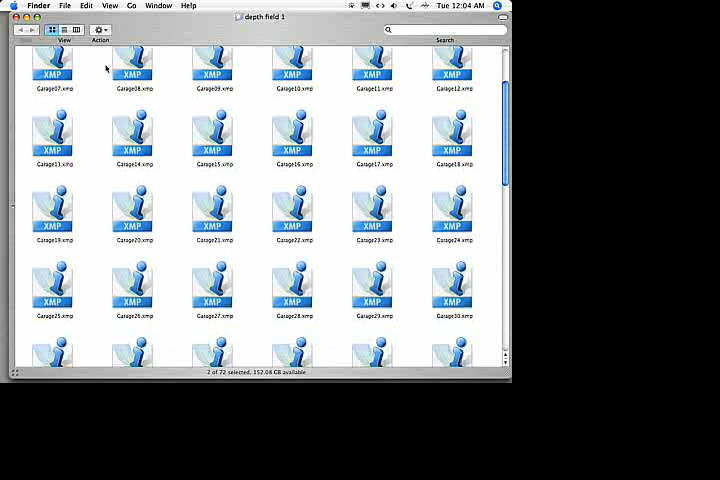 Finder File Edit View Go Window Help Tue 12:04 AM
depth field 1
View Action Search
XMP XMP XMP XMP XMP XMP
Garage07.xmp Garage08.xmp Garage09.xmp Garage10.xmp Garage11.xmp Garage12.xmp
XMP XMP XMP XMP XMP XMP
Garage13.xmp Garage14.xmp Garage15.xmp Garage16.xmp Garage17.xmp Garage18.xmp
XMP XMP XMP XMP XMP XMP
Garage19.xmp Garage20.xmp Garage21.xmp Garage22.xmp Garage23.xmp Garage24.xmp
XMP XMP XMP XMP XMP XMP
Garage25.xmp Garage26.xmp Garage27.xmp Garage28.xmp Garage29.xmp Garage30.xmp
2 of 72 selected, 152.08 GB available